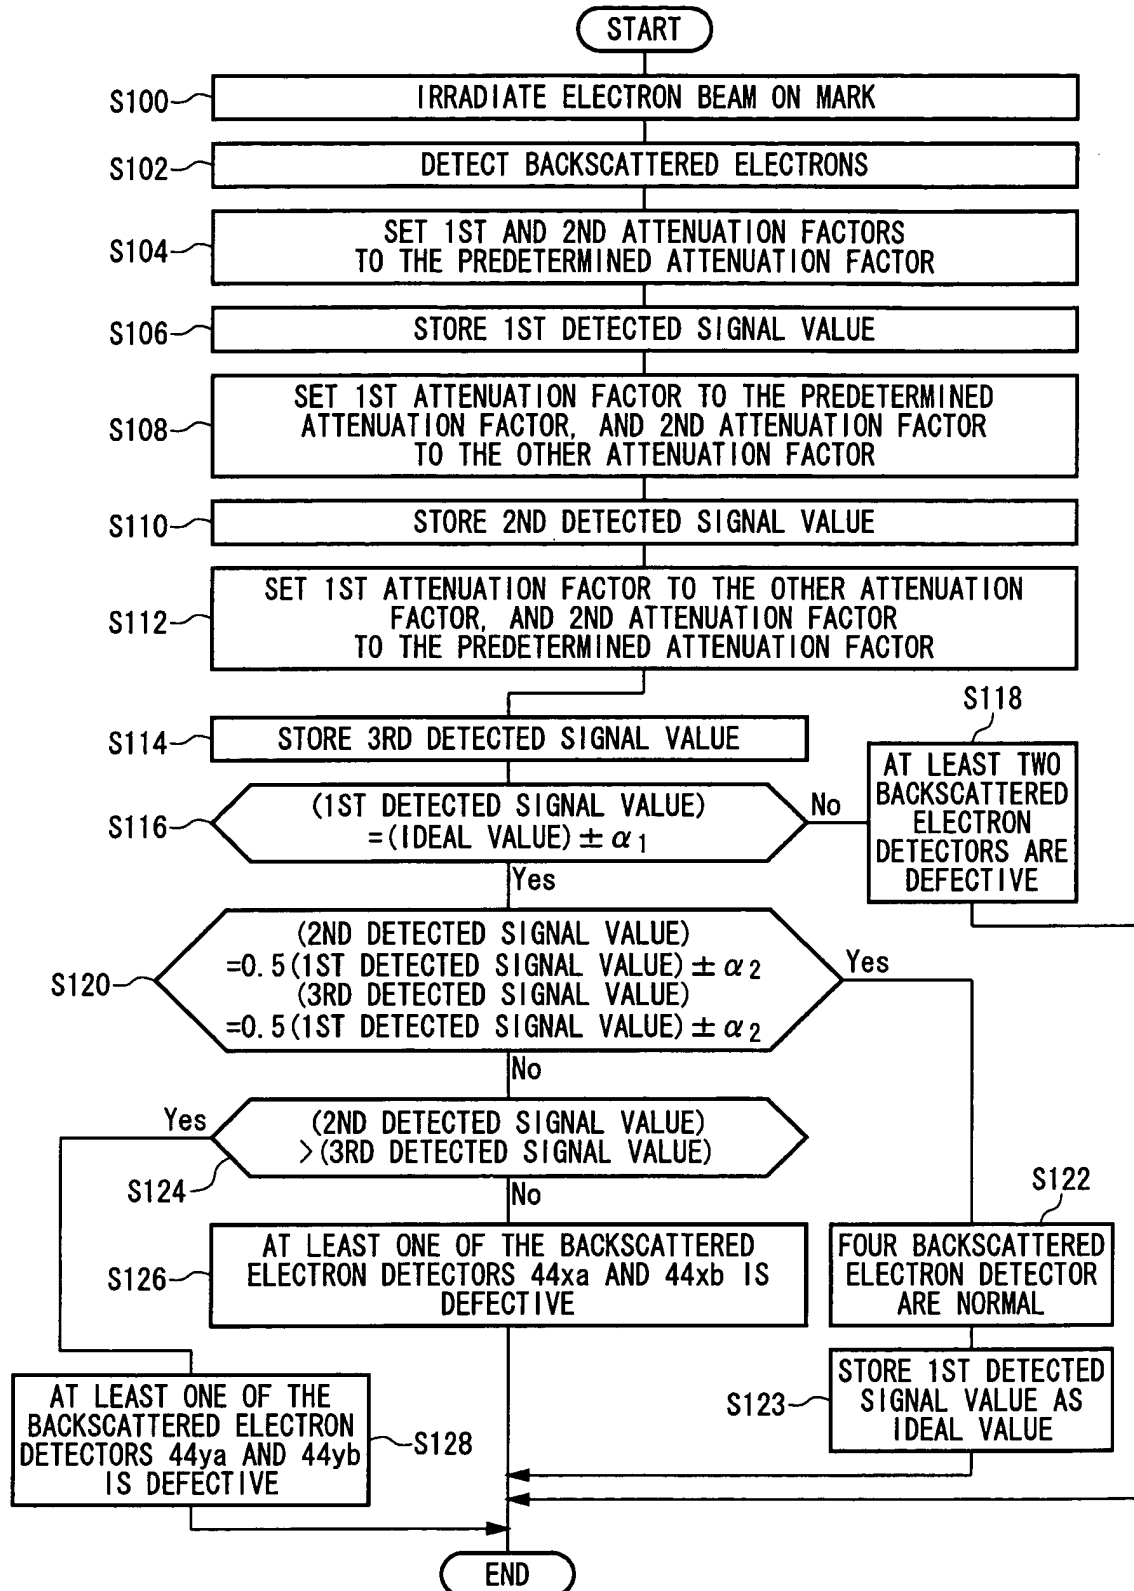 START
S100
IRRADIATE ELECTRON BEAM ON MARK
S102
DETECT BACKSCATTERED ELECTRONS
S104
SET 1ST AND 2ND ATTENUATION FACTORS
TO THE PREDETERMINED ATTENUATION FACTOR
S106
STORE 1ST DETECTED SIGNAL VALUE
S108
SET 1ST ATTENUATION FACTOR TO THE PREDETERMINED
ATTENUATION FACTOR, AND 2ND ATTENUATION FACTOR
TO THE OTHER ATTENUATION FACTOR
S110
STORE 2ND DETECTED SIGNAL VALUE
S112
SET 1ST ATTENUATION FACTOR TO THE OTHER ATTENUATION
FACTOR, AND 2ND ATTENUATION FACTOR
TO THE PREDETERMINED ATTENUATION FACTOR
S114
STORE 3RD DETECTED SIGNAL VALUE
S116
(1ST DETECTED SIGNAL VALUE)
=(IDEAL VALUE)±α1
No
S118
AT LEAST TWO
BACKSCATTERED
ELECTRON
DETECTORS ARE
DEFECTIVE
Yes
S120
(2ND DETECTED SIGNAL VALUE)
=0.5(1ST DETECTED SIGNAL VALUE)±α2
(3RD DETECTED SIGNAL VALUE)
=0.5(1ST DETECTED SIGNAL VALUE)±α2
Yes
No
S124
(2ND DETECTED SIGNAL VALUE)
>(3RD DETECTED SIGNAL VALUE)
Yes
No
S122
FOUR BACKSCATTERED
ELECTRON DETECTOR
ARE NORMAL
S126
AT LEAST ONE OF THE BACKSCATTERED
ELECTRON DETECTORS 44xa AND 44xb IS
DEFECTIVE
S123
STORE 1ST DETECTED
SIGNAL VALUE AS
IDEAL VALUE
AT LEAST ONE OF THE
BACKSCATTERED ELECTRON
DETECTORS 44ya AND 44yb
IS DEFECTIVE
S128
END